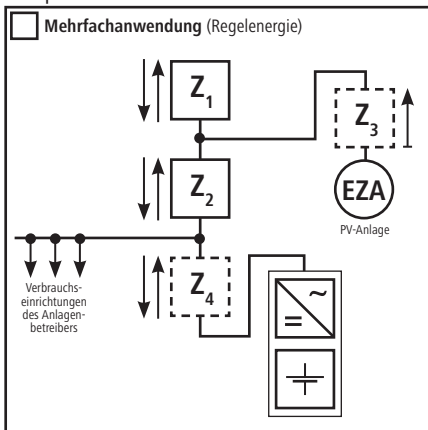 Mehrfachanwendung (Regelenergie)
Z1
Z3
EZA
PV-Anlage
Z2
Verbrauchs-
einrichtungen
des Anlagen-
betreibers
Z4
~
=